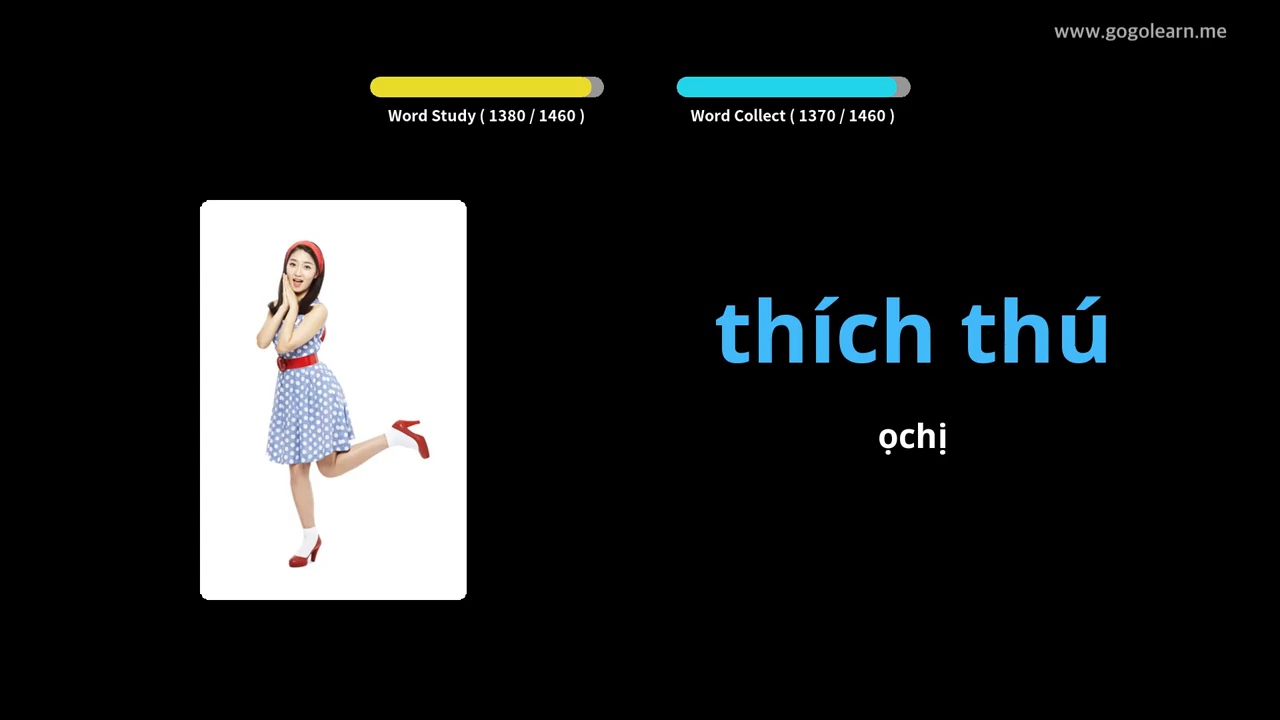 www.gogolearn.me
Word Study ( 1380 / 1460 )
Word Collect ( 1370 / 1460 )
thích thú
ọchị